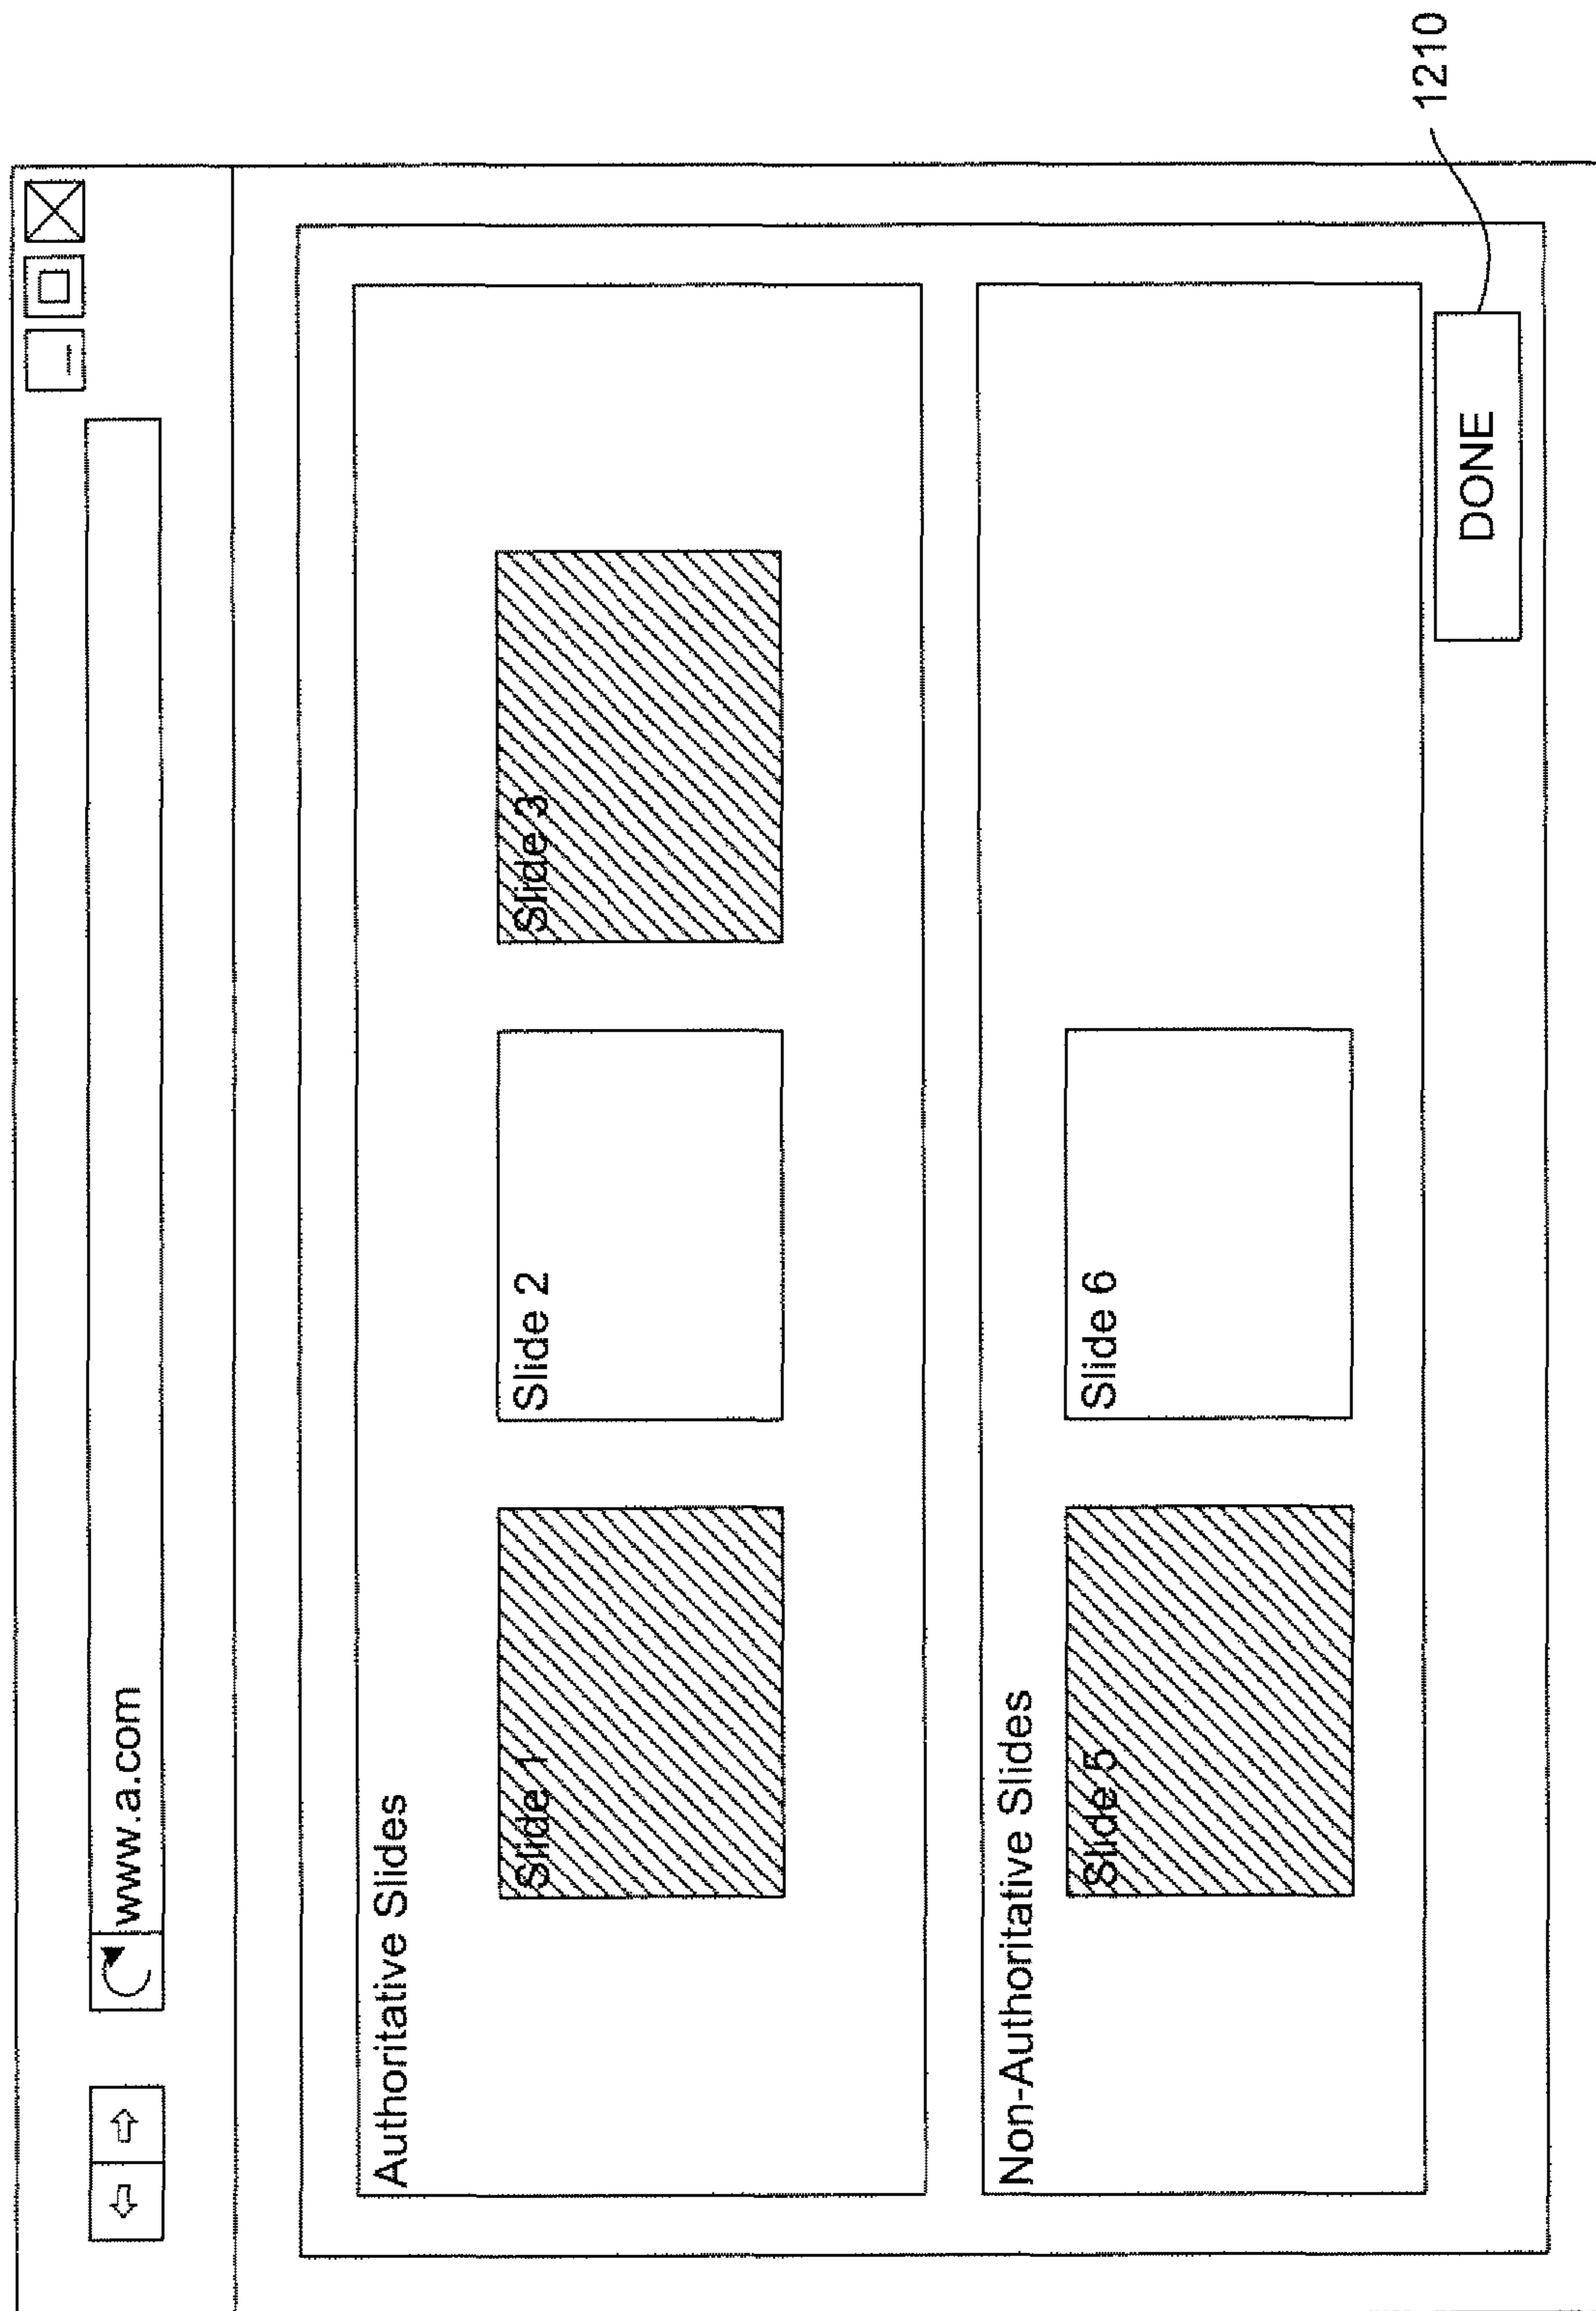 www.a.com
Authoritative Slides
Slide 1
Slide 2
Slide 3
Non-Authoritative Slides
Slide 5
Slide 6
DONE
1210